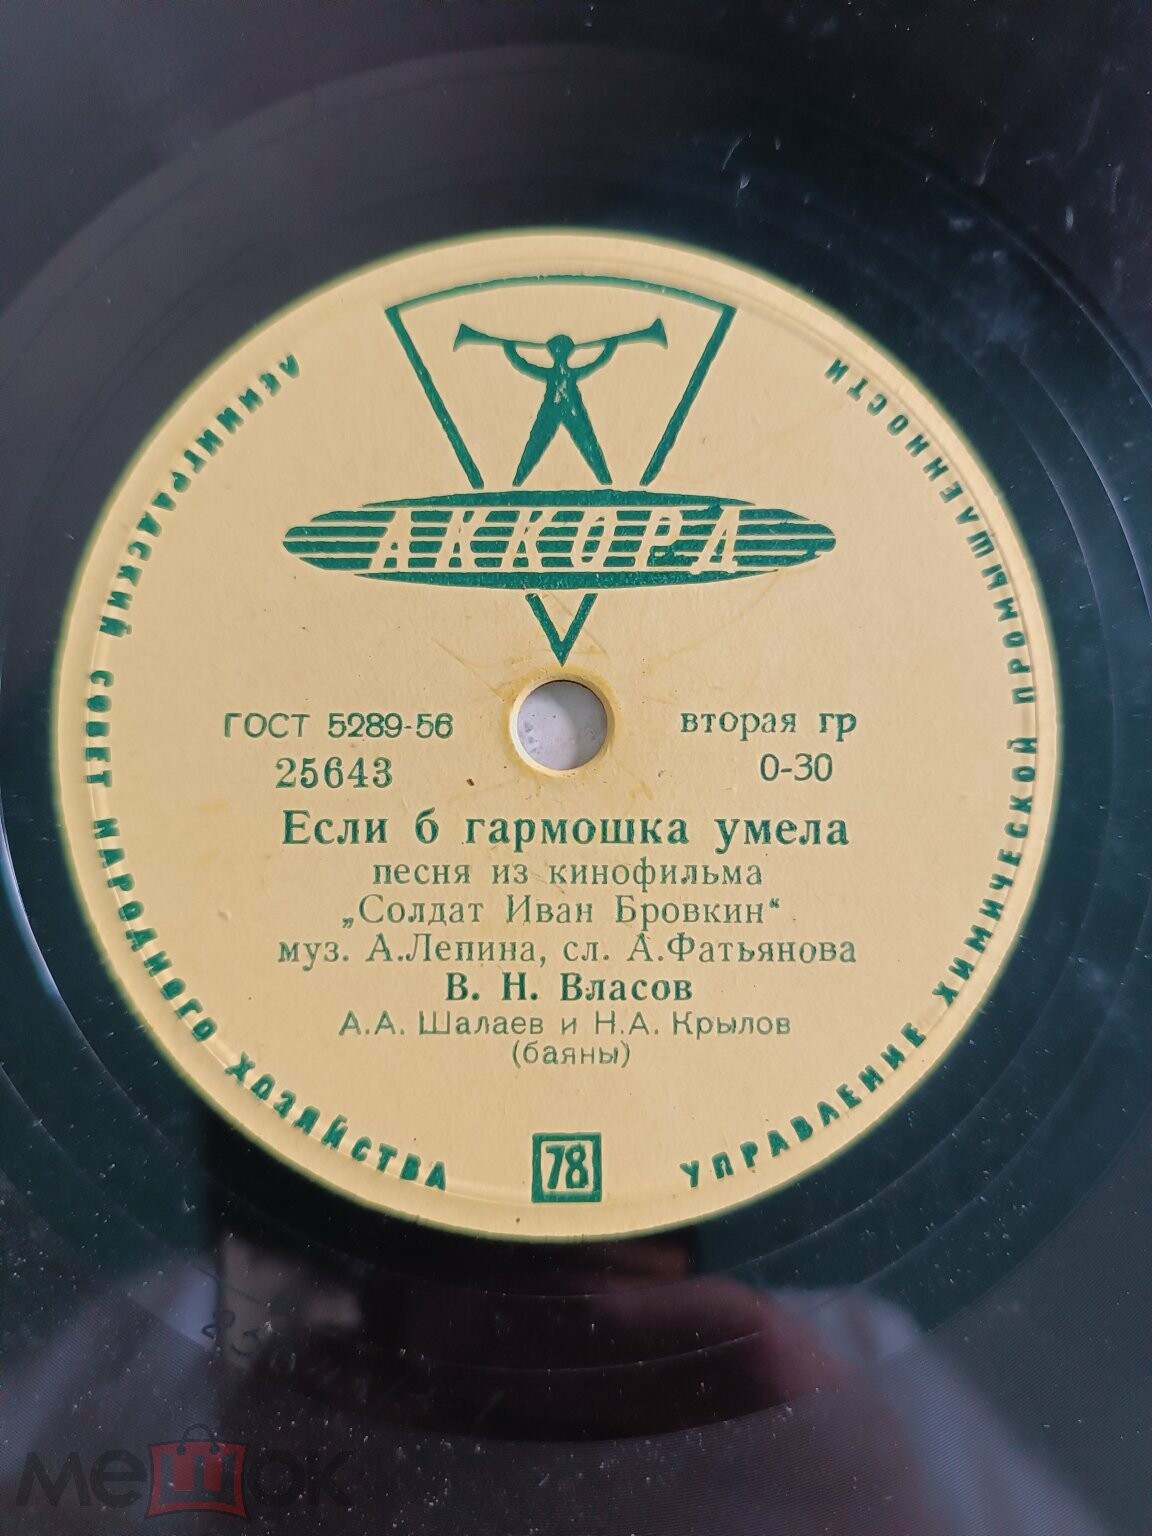 ЛЕНИНГРАДСКИЙ СОВЕТ НАРОДНОГО ХОЗЯЙСТВА
УПРАВЛЕНИЕ ХИМИЧЕСКОЙ ПРОМЫШЛЕННОСТИ
АККОРД
ГОСТ 5289-56 вторая гр
25643 0-30
Если б гармошка умела
песня из кинофильма
„Солдат Иван Бровкин“
муз. А.Лепина, сл. А.Фатьянова
В. Н. Власов
А.А. Шалаев и Н.А. Крылов
(баяны)
78
мешок